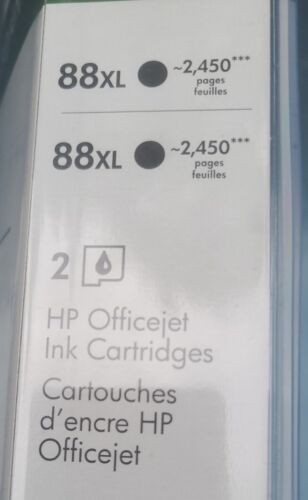 88XL ~2,450***
pages
feuilles
88XL ~2,450***
pages
feuilles
2
HP Officejet
Ink Cartridges
Cartouches
d'encre HP
Officejet